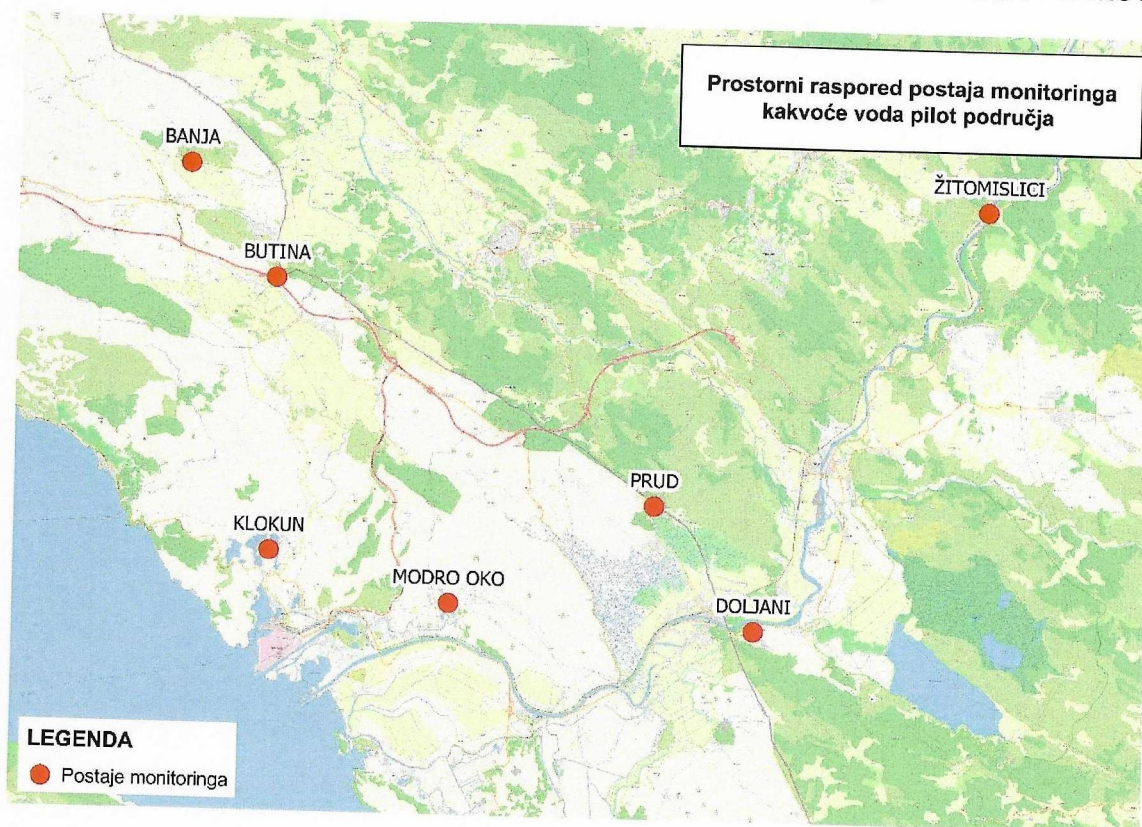 Prostorni raspored postaja monitoringa
kakvoće voda pilot područja
BANJA
ŽITOMISLICI
BUTINA
PRUD
KLOKUN
MODRO OKO
DOLJANI
LEGENDA
Postaje monitoringa